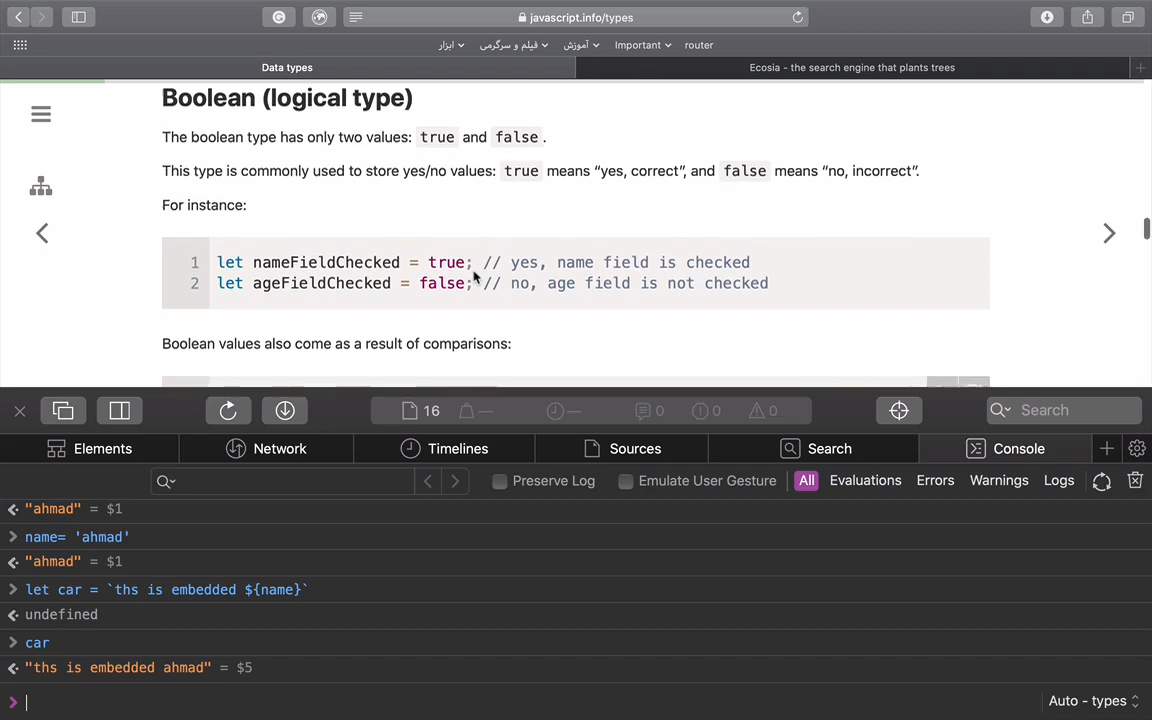 javascript.info/types
ابزار
فیلم و سرگرمی
آموزش
Important
router
Data types
Ecosia - the search engine that plants trees
Boolean (logical type)
The boolean type has only two values: true and false .
This type is commonly used to store yes/no values: true means “yes, correct”, and false means “no, incorrect”.
For instance:
1 let nameFieldChecked = true; // yes, name field is checked
2 let ageFieldChecked = false; // no, age field is not checked
Boolean values also come as a result of comparisons:
16 — — 0 0 0
Search
Elements Network Timelines Sources Search Console
Preserve Log Emulate User Gesture All Evaluations Errors Warnings Logs
"ahmad" = $1
name= 'ahmad'
"ahmad" = $1
let car = `ths is embedded ${name}`
undefined
car
"ths is embedded ahmad" = $5
Auto - types